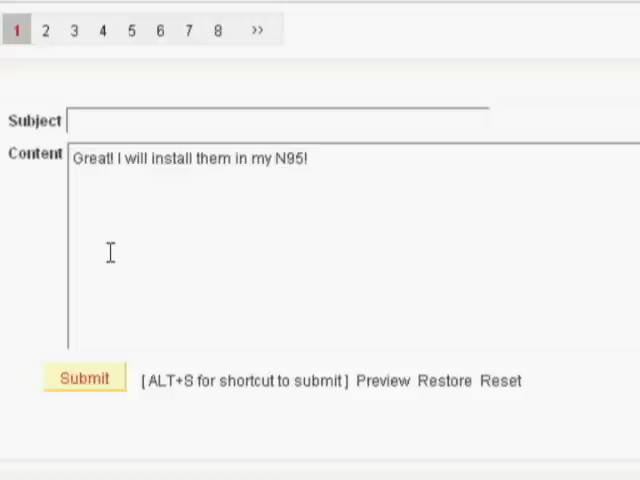 1 2 3 4 5 6 7 8 >>
Subject
Content
Great! I will install them in my N95!
Submit [ ALT+S for shortcut to submit ] Preview Restore Reset